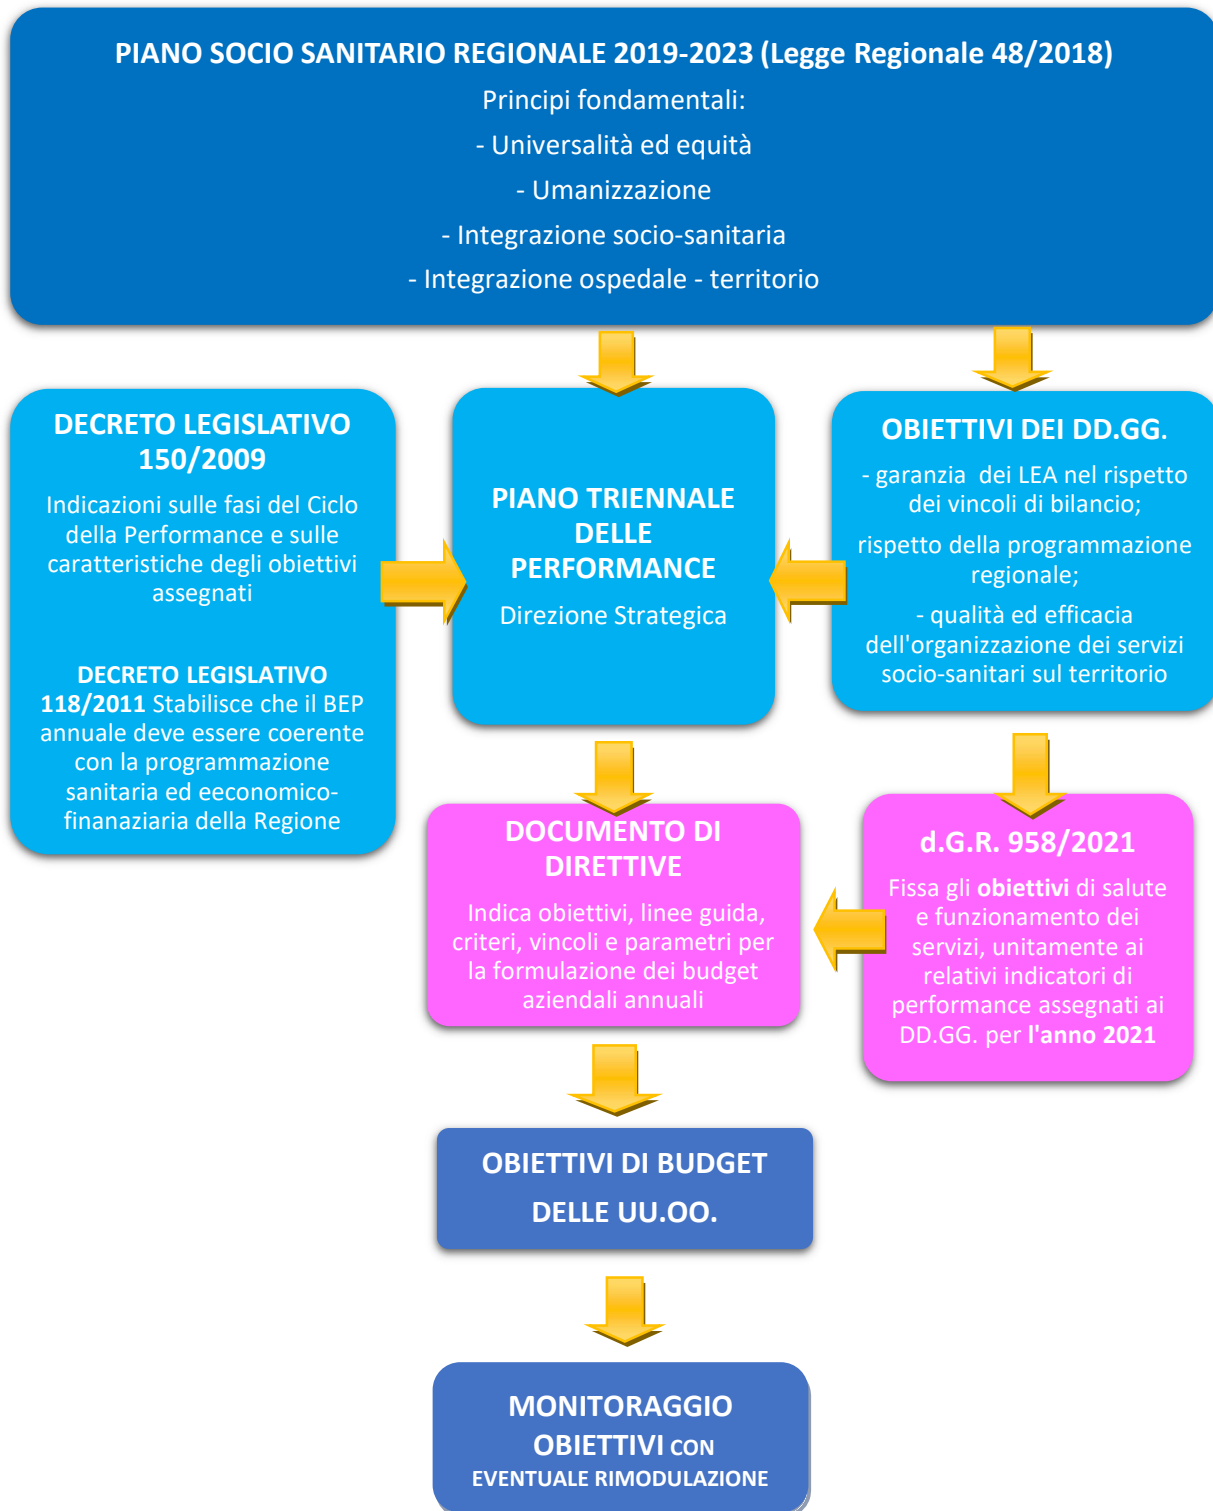 PIANO SOCIO SANITARIO REGIONALE 2019-2023 (Legge Regionale 48/2018)
Principi fondamentali:
- Universalità ed equità
- Umanizzazione
- Integrazione socio-sanitaria
- Integrazione ospedale - territorio
DECRETO LEGISLATIVO
150/2009
Indicazioni sulle fasi del Ciclo
della Performance e sulle
caratteristiche degli obiettivi
assegnati
DECRETO LEGISLATIVO
118/2011 Stabilisce che il BEP
annuale deve essere coerente
con la programmazione
sanitaria ed eeconomico-
finanaziaria della Regione
PIANO TRIENNALE
DELLE
PERFORMANCE
Direzione Strategica
OBIETTIVI DEI DD.GG.
- garanzia  dei LEA nel rispetto
dei vincoli di bilancio;
rispetto della programmazione
regionale;
- qualità ed efficacia
dell'organizzazione dei servizi
socio-sanitari sul territorio
DOCUMENTO DI
DIRETTIVE
Indica obiettivi, linee guida,
criteri, vincoli e parametri per
la formulazione dei budget
aziendali annuali
d.G.R. 958/2021
Fissa gli obiettivi di salute
e funzionamento dei
servizi, unitamente ai
relativi indicatori di
performance assegnati ai
DD.GG. per l'anno 2021
OBIETTIVI DI BUDGET
DELLE UU.OO.
MONITORAGGIO
OBIETTIVI CON
EVENTUALE RIMODULAZIONE